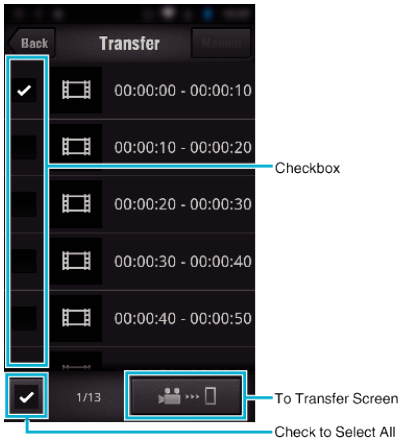 Back Transfer Manual
00:00:00 - 00:00:10
00:00:10 - 00:00:20
Checkbox
00:00:20 - 00:00:30
00:00:30 - 00:00:40
00:00:40 - 00:00:50
1/13
To Transfer Screen
Check to Select All